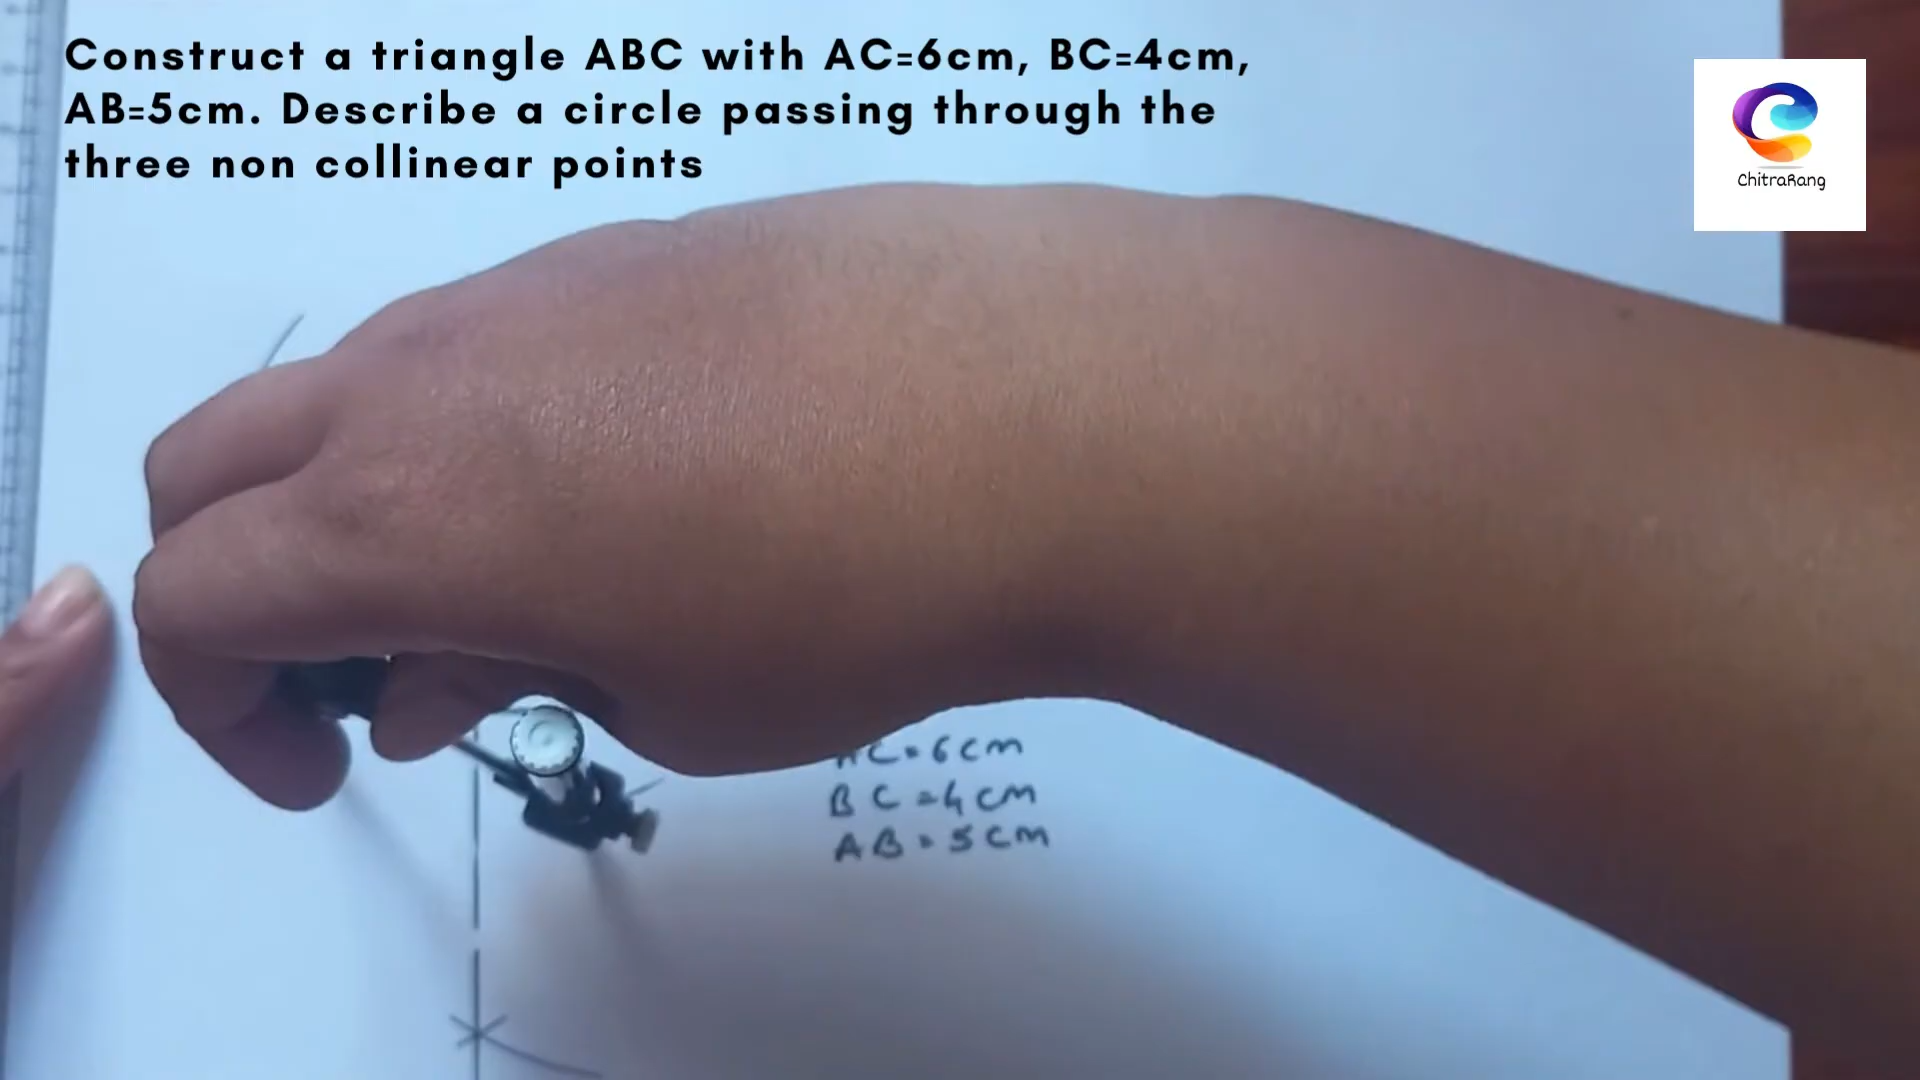 Construct a triangle ABC with AC=6cm, BC=4cm,
AB=5cm. Describe a circle passing through the
three non collinear points
ChitraRang
AC=6cm
BC=4cm
AB=5cm